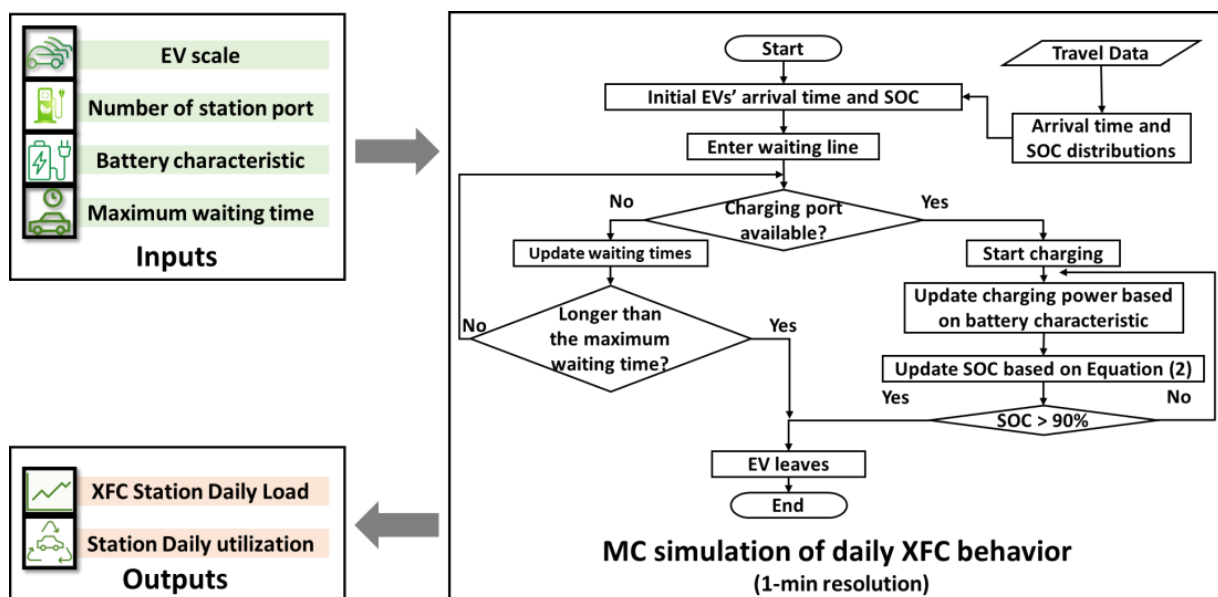 EV scale
Number of station port
Battery characteristic
Maximum waiting time
Inputs
Start
Travel Data
Initial EVs' arrival time and SOC
Arrival time and
SOC distributions
Enter waiting line
No
Charging port
available?
Yes
Update waiting times
Start charging
Longer than
the maximum
waiting time?
No
Yes
Update charging power based
on battery characteristic
Update SOC based on Equation (2)
Yes
No
SOC > 90%
EV leaves
End
MC simulation of daily XFC behavior
(1-min resolution)
XFC Station Daily Load
Station Daily utilization
Outputs